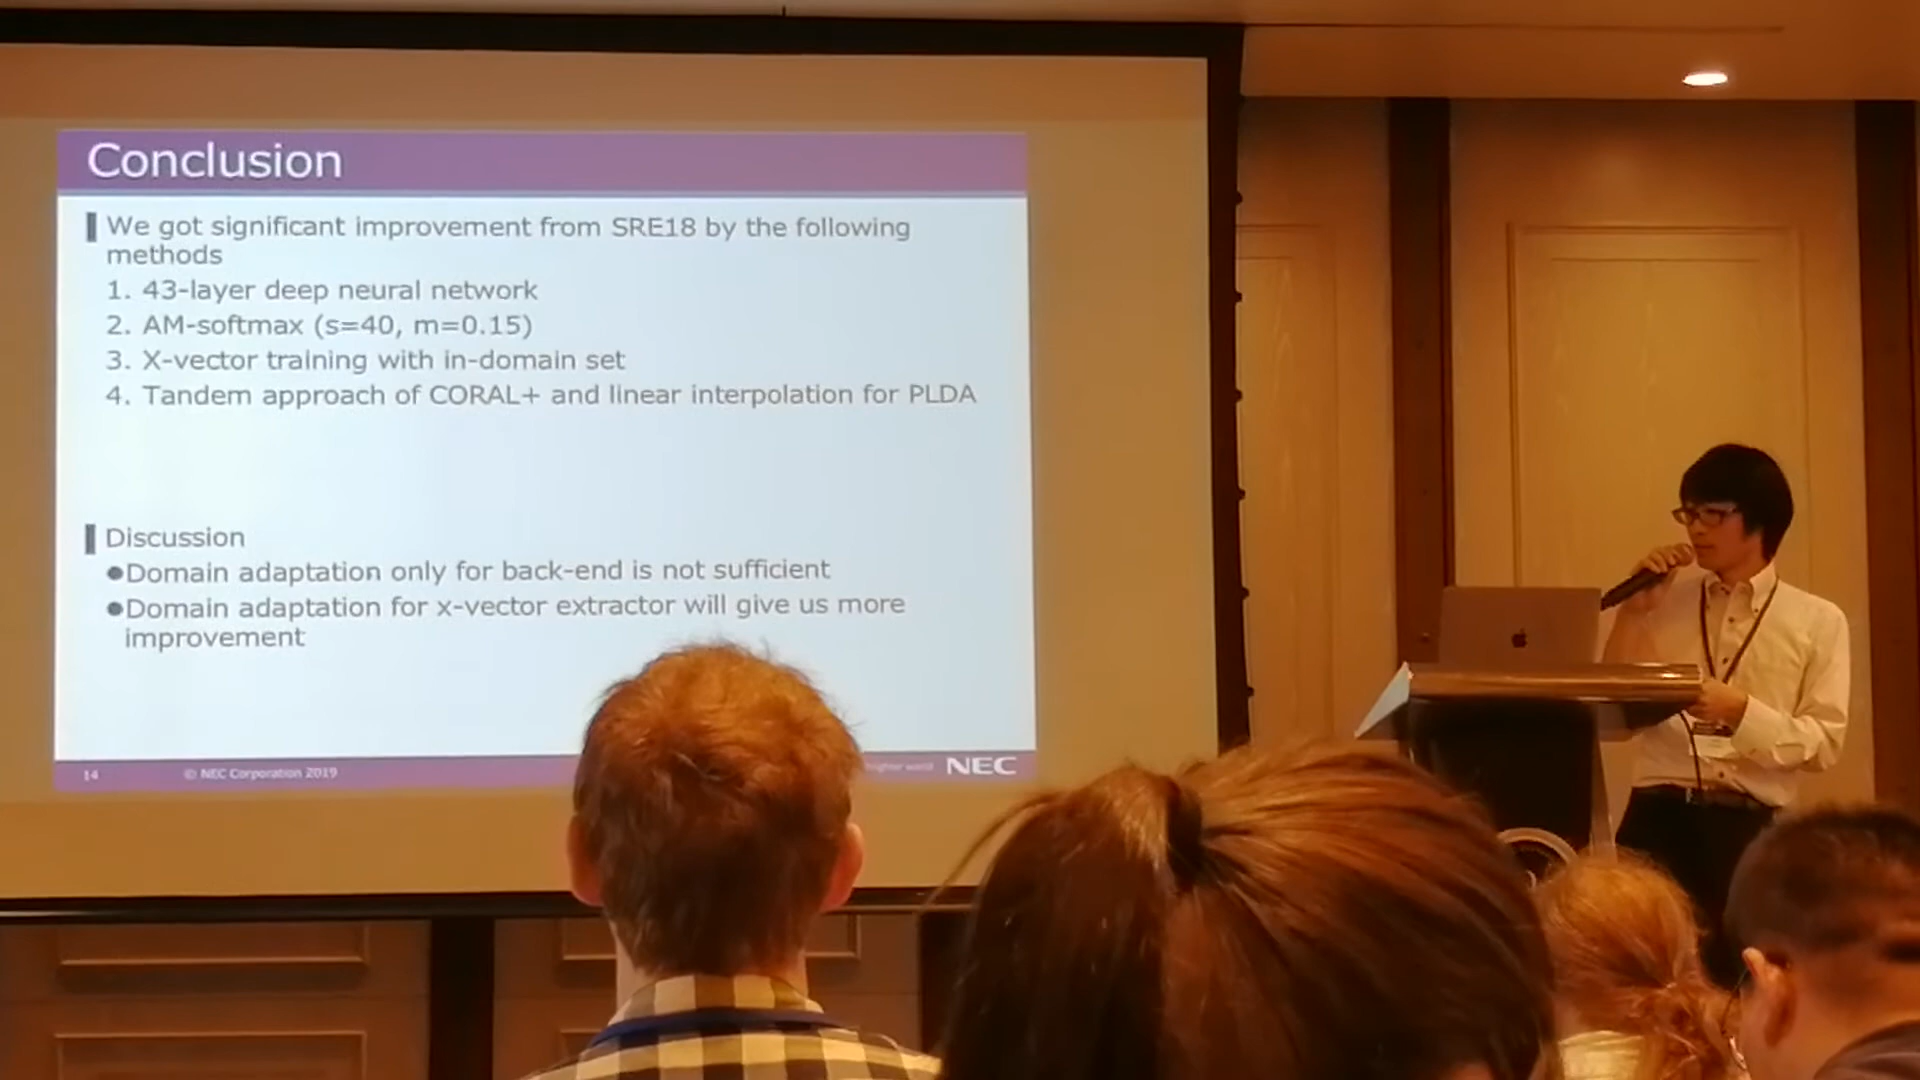 Conclusion
We got significant improvement from SRE18 by the following
methods
1. 43-layer deep neural network
2. AM-softmax (s=40, m=0.15)
3. X-vector training with in-domain set
4. Tandem approach of CORAL+ and linear interpolation for PLDA
Discussion
●Domain adaptation only for back-end is not sufficient
●Domain adaptation for x-vector extractor will give us more
improvement
14 © NEC Corporation 2019 NEC